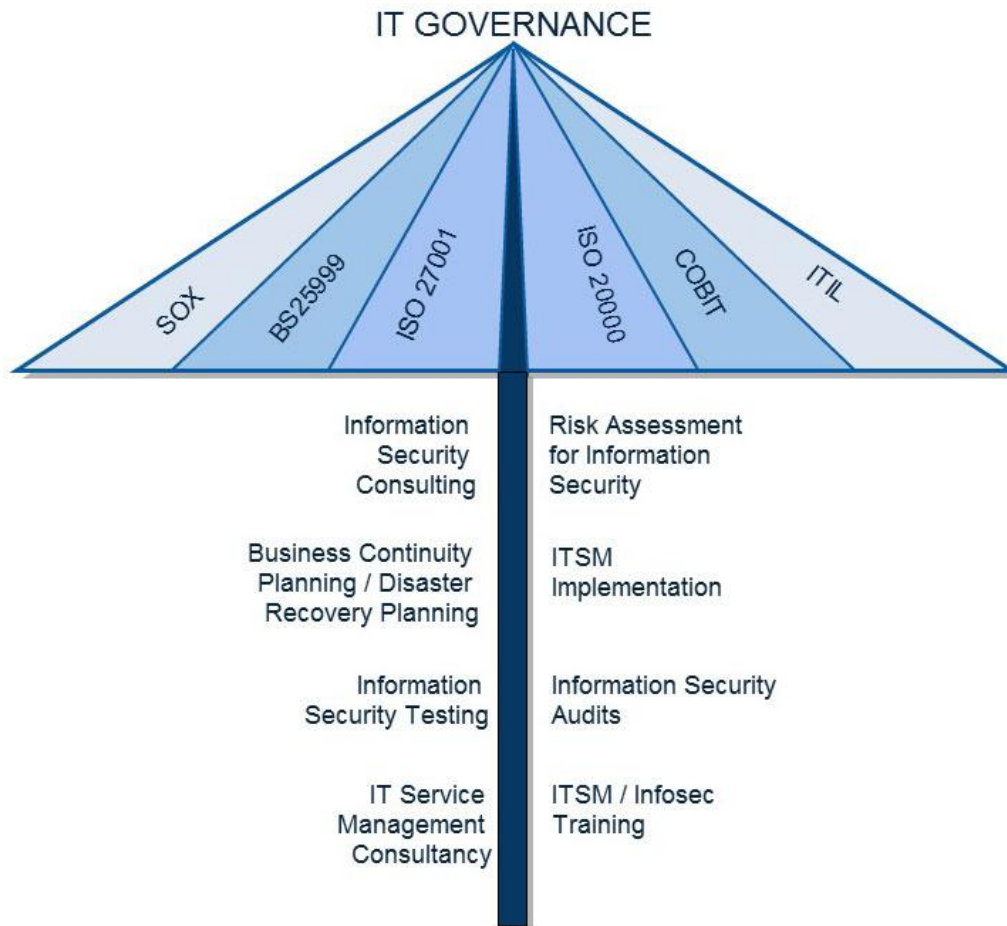 IT GOVERNANCE
SOX
BS25999
ISO 27001
ISO 20000
COBIT
ITIL
Information
Security
Consulting
Risk Assessment
for Information
Security
Business Continuity
Planning / Disaster
Recovery Planning
ITSM
Implementation
Information
Security Testing
Information Security
Audits
IT Service
Management
Consultancy
ITSM / Infosec
Training